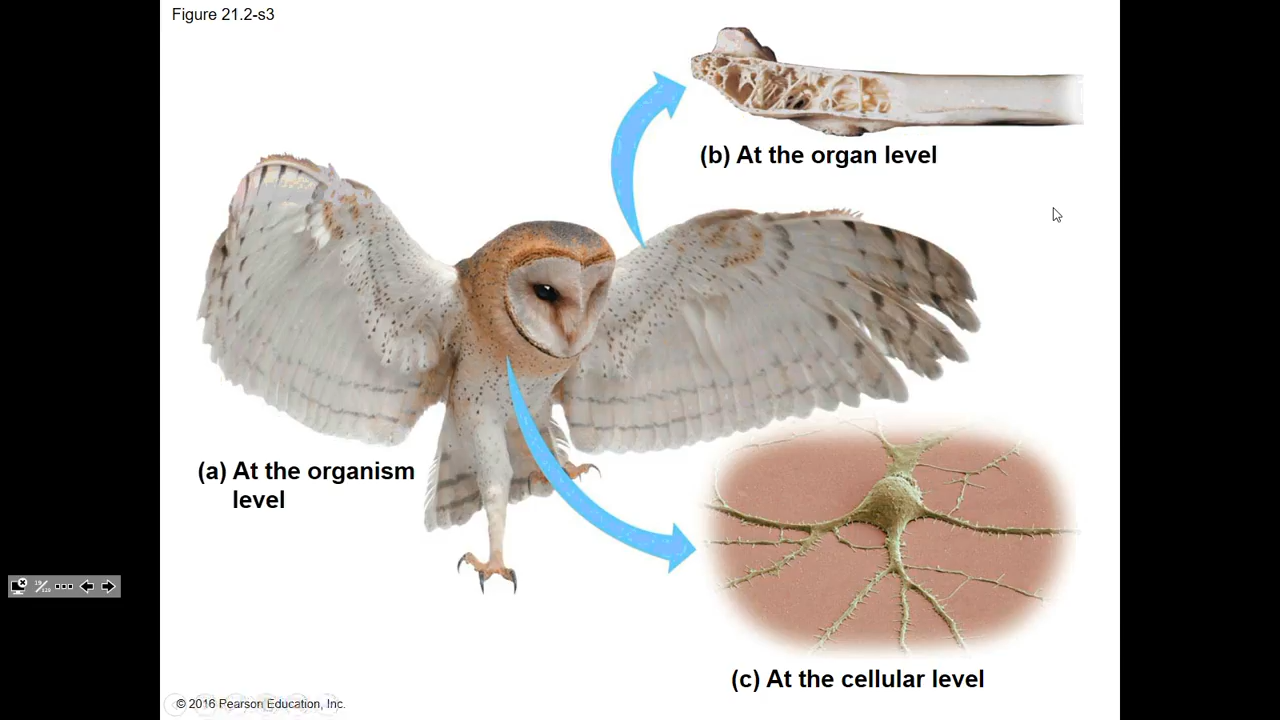 Figure 21.2-s3
(b) At the organ level
(a) At the organism
level
(c) At the cellular level
© 2016 Pearson Education, Inc.